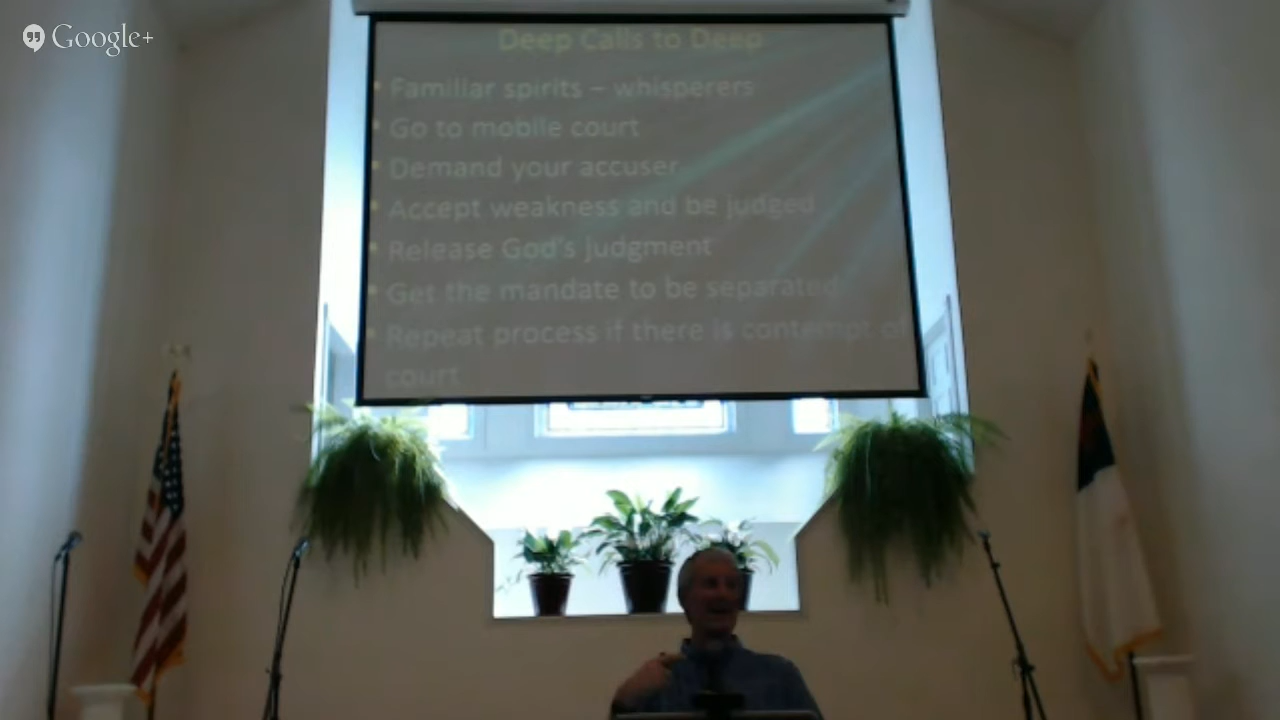 Google+
Deep Calls to Deep
• Familiar spirits – whisperers
• Go to mobile court
• Demand your accuser
• Accept weakness and be judged
• Release God's judgment
• Get the mandate to be separated
• Repeat process if there is contempt of
court